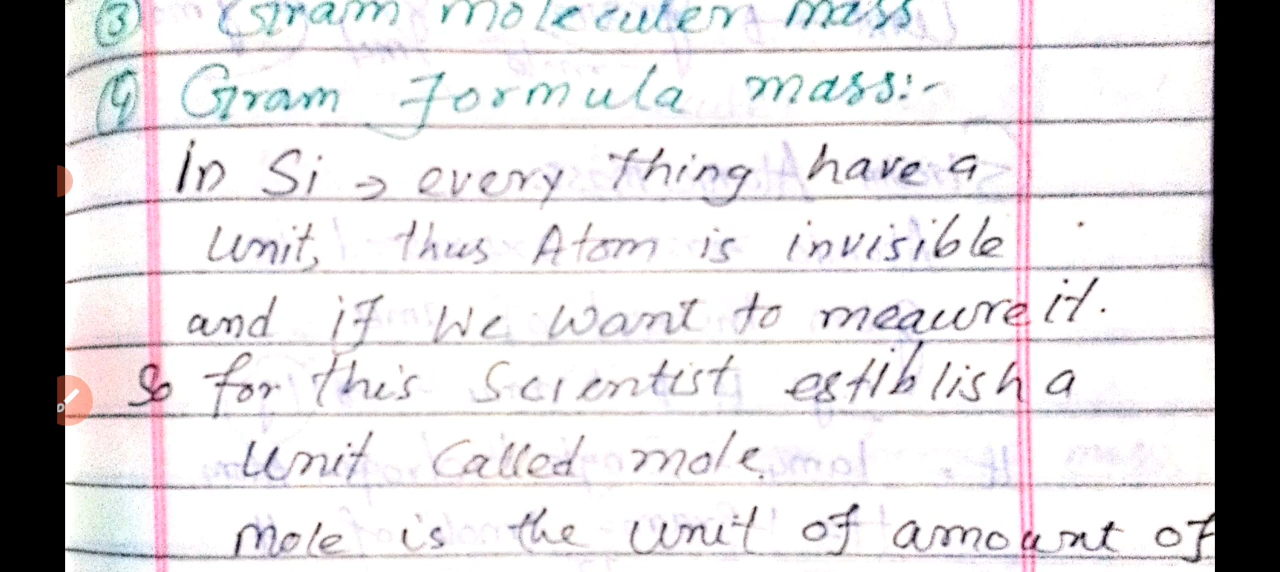 ③ Gram moleculer mass
④ Gram Formula mass:-
In Si → every thing have a
Unit, thus Atom is invisible
and if We want to meaure it.
So for this Scientist estiblish a
Unit Called mole.
Mole is the unit of amount of